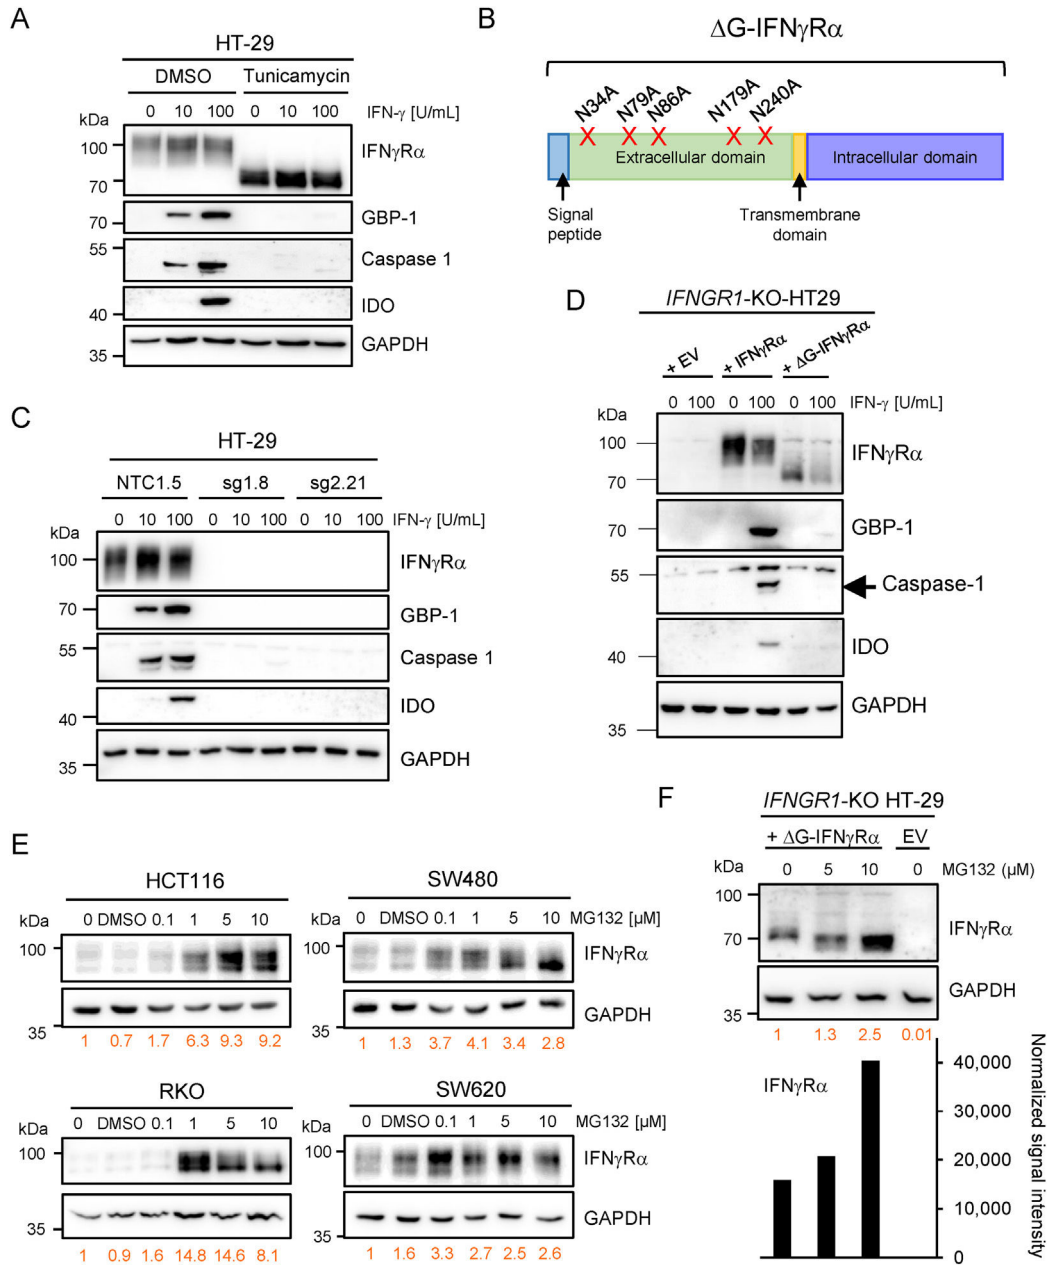 A
HT-29
DMSO Tunicamycin
0 10 100 0 10 100 IFN-γ [U/mL]
kDa
100 IFNγRα
70
70 GBP-1
55 Caspase 1
40 IDO
35 GAPDH
B
ΔG-IFNγRα
N34A N79A N86A N179A N240A
X X X X X
Extracellular domain Intracellular domain
Signal peptide
Transmembrane domain
C
HT-29
NTC1.5 sg1.8 sg2.21
0 10 100 0 10 100 0 10 100 IFN-γ [U/mL]
kDa
100 IFNγRα
70 GBP-1
55 Caspase 1
40 IDO
35 GAPDH
D
IFNGR1-KO-HT29
+ EV + IFNγRα + ΔG-IFNγRα
0 100 0 100 0 100 IFN-γ [U/mL]
kDa
100 IFNγRα
70
70 GBP-1
55 Caspase-1
40 IDO
GAPDH
35
E
HCT116
kDa 0 DMSO 0.1 1 5 10
100
35
1 0.7 1.7 6.3 9.3 9.2
SW480
kDa 0 DMSO 0.1 1 5 10 MG132 [µM]
100 IFNγRα
GAPDH
35
1 1.3 3.7 4.1 3.4 2.8
RKO
0 DMSO 0.1 1 5 10
kDa
100
35
1 0.9 1.6 14.8 14.6 8.1
SW620
0 DMSO 0.1 1 5 10 MG132 [µM]
kDa
100 IFNγRα
GAPDH
35
1 1.6 3.3 2.7 2.5 2.6
F
IFNGR1-KO HT-29
+ ΔG-IFNγRα EV
kDa 0 5 10 0 MG132 (µM)
100
70 IFNγRα
GAPDH
35
1 1.3 2.5 0.01
IFNγRα
40,000
30,000
20,000
10,000
0
Normalized signal intensity